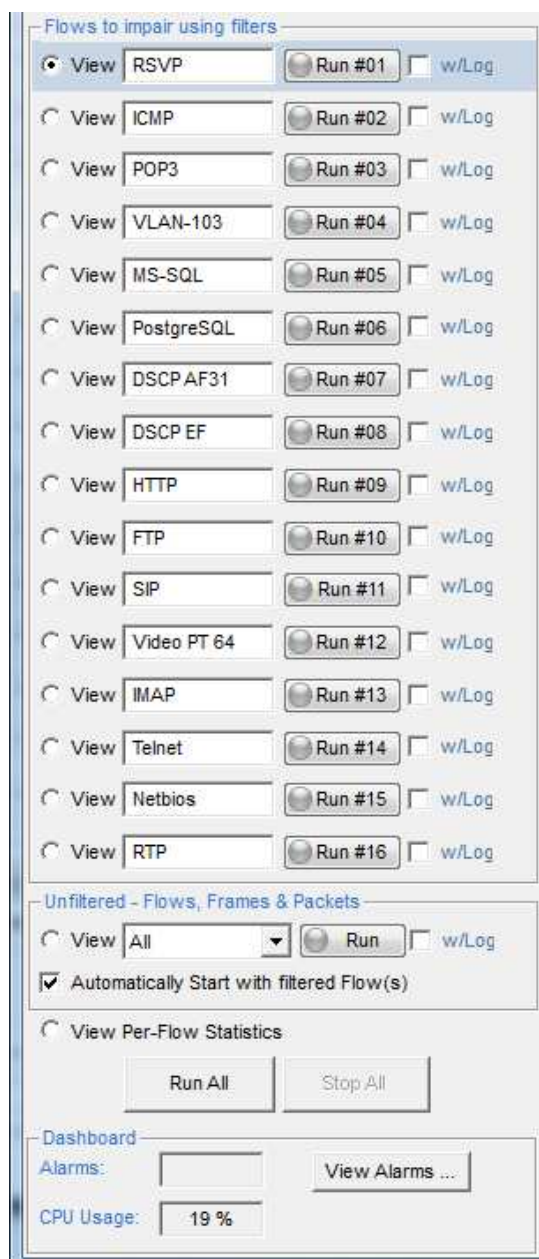 Flows to impair using filters
View RSVP Run #01 w/Log
View ICMP Run #02 w/Log
View POP3 Run #03 w/Log
View VLAN-103 Run #04 w/Log
View MS-SQL Run #05 w/Log
View PostgreSQL Run #06 w/Log
View DSCP AF31 Run #07 w/Log
View DSCP EF Run #08 w/Log
View HTTP Run #09 w/Log
View FTP Run #10 w/Log
View SIP Run #11 w/Log
View Video PT 64 Run #12 w/Log
View IMAP Run #13 w/Log
View Telnet Run #14 w/Log
View Netbios Run #15 w/Log
View RTP Run #16 w/Log
Unfiltered - Flows, Frames & Packets
View All Run w/Log
Automatically Start with filtered Flow(s)
View Per-Flow Statistics
Run All Stop All
Dashboard
Alarms: View Alarms ...
CPU Usage: 19 %